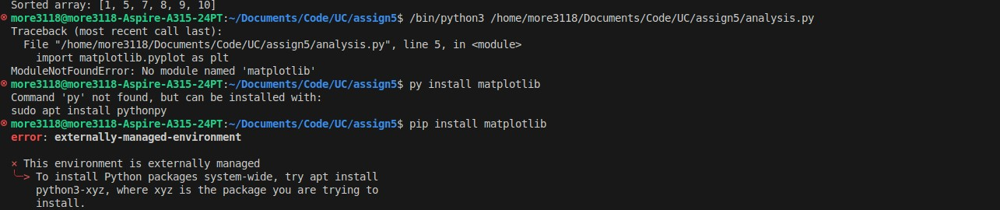 Sorted array: [1, 5, 7, 8, 9, 10]
more3118@more3118-Aspire-A315-24PT:~/Documents/Code/UC/assign5$ /bin/python3 /home/more3118/Documents/Code/UC/assign5/analysis.py
Traceback (most recent call last):
  File "/home/more3118/Documents/Code/UC/assign5/analysis.py", line 5, in <module>
    import matplotlib.pyplot as plt
ModuleNotFoundError: No module named 'matplotlib'
more3118@more3118-Aspire-A315-24PT:~/Documents/Code/UC/assign5$ py install matplotlib
Command 'py' not found, but can be installed with:
sudo apt install pythonpy
more3118@more3118-Aspire-A315-24PT:~/Documents/Code/UC/assign5$ pip install matplotlib
error: externally-managed-environment

× This environment is externally managed
╰─> To install Python packages system-wide, try apt install
    python3-xyz, where xyz is the package you are trying to
    install.